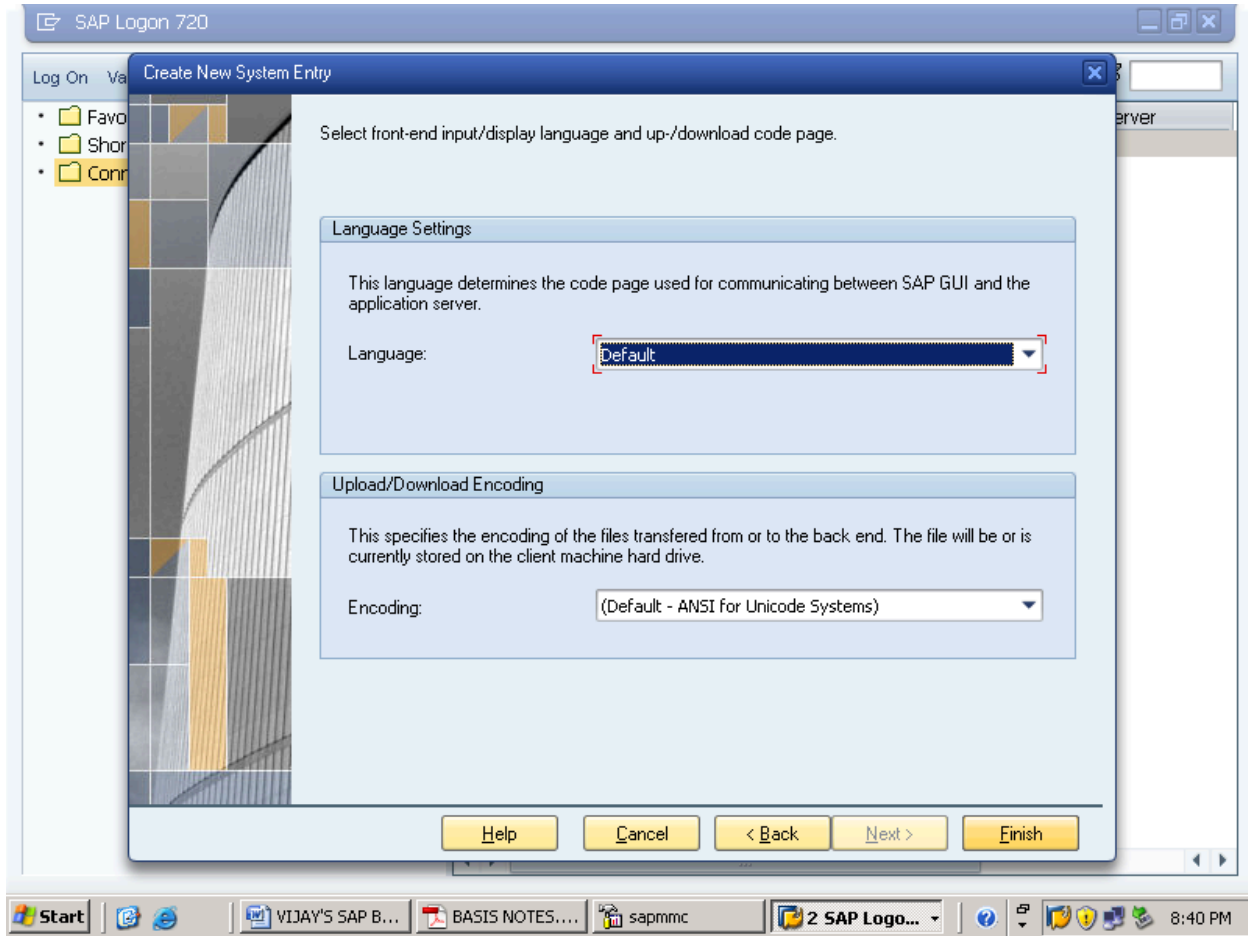 SAP Logon 720
Log On Va
Create New System Entry
Favo
Shor
Conn
erver
Select front-end input/display language and up-/download code page.
Language Settings
This language determines the code page used for communicating between SAP GUI and the
application server.
Language:
Default
Upload/Download Encoding
This specifies the encoding of the files transfered from or to the back end. The file will be or is
currently stored on the client machine hard drive.
Encoding:
(Default - ANSI for Unicode Systems)
Help
Cancel
< Back
Next >
Finish
Start
VIJAY'S SAP B...
BASIS NOTES....
sapmmc
2 SAP Logo...
8:40 PM